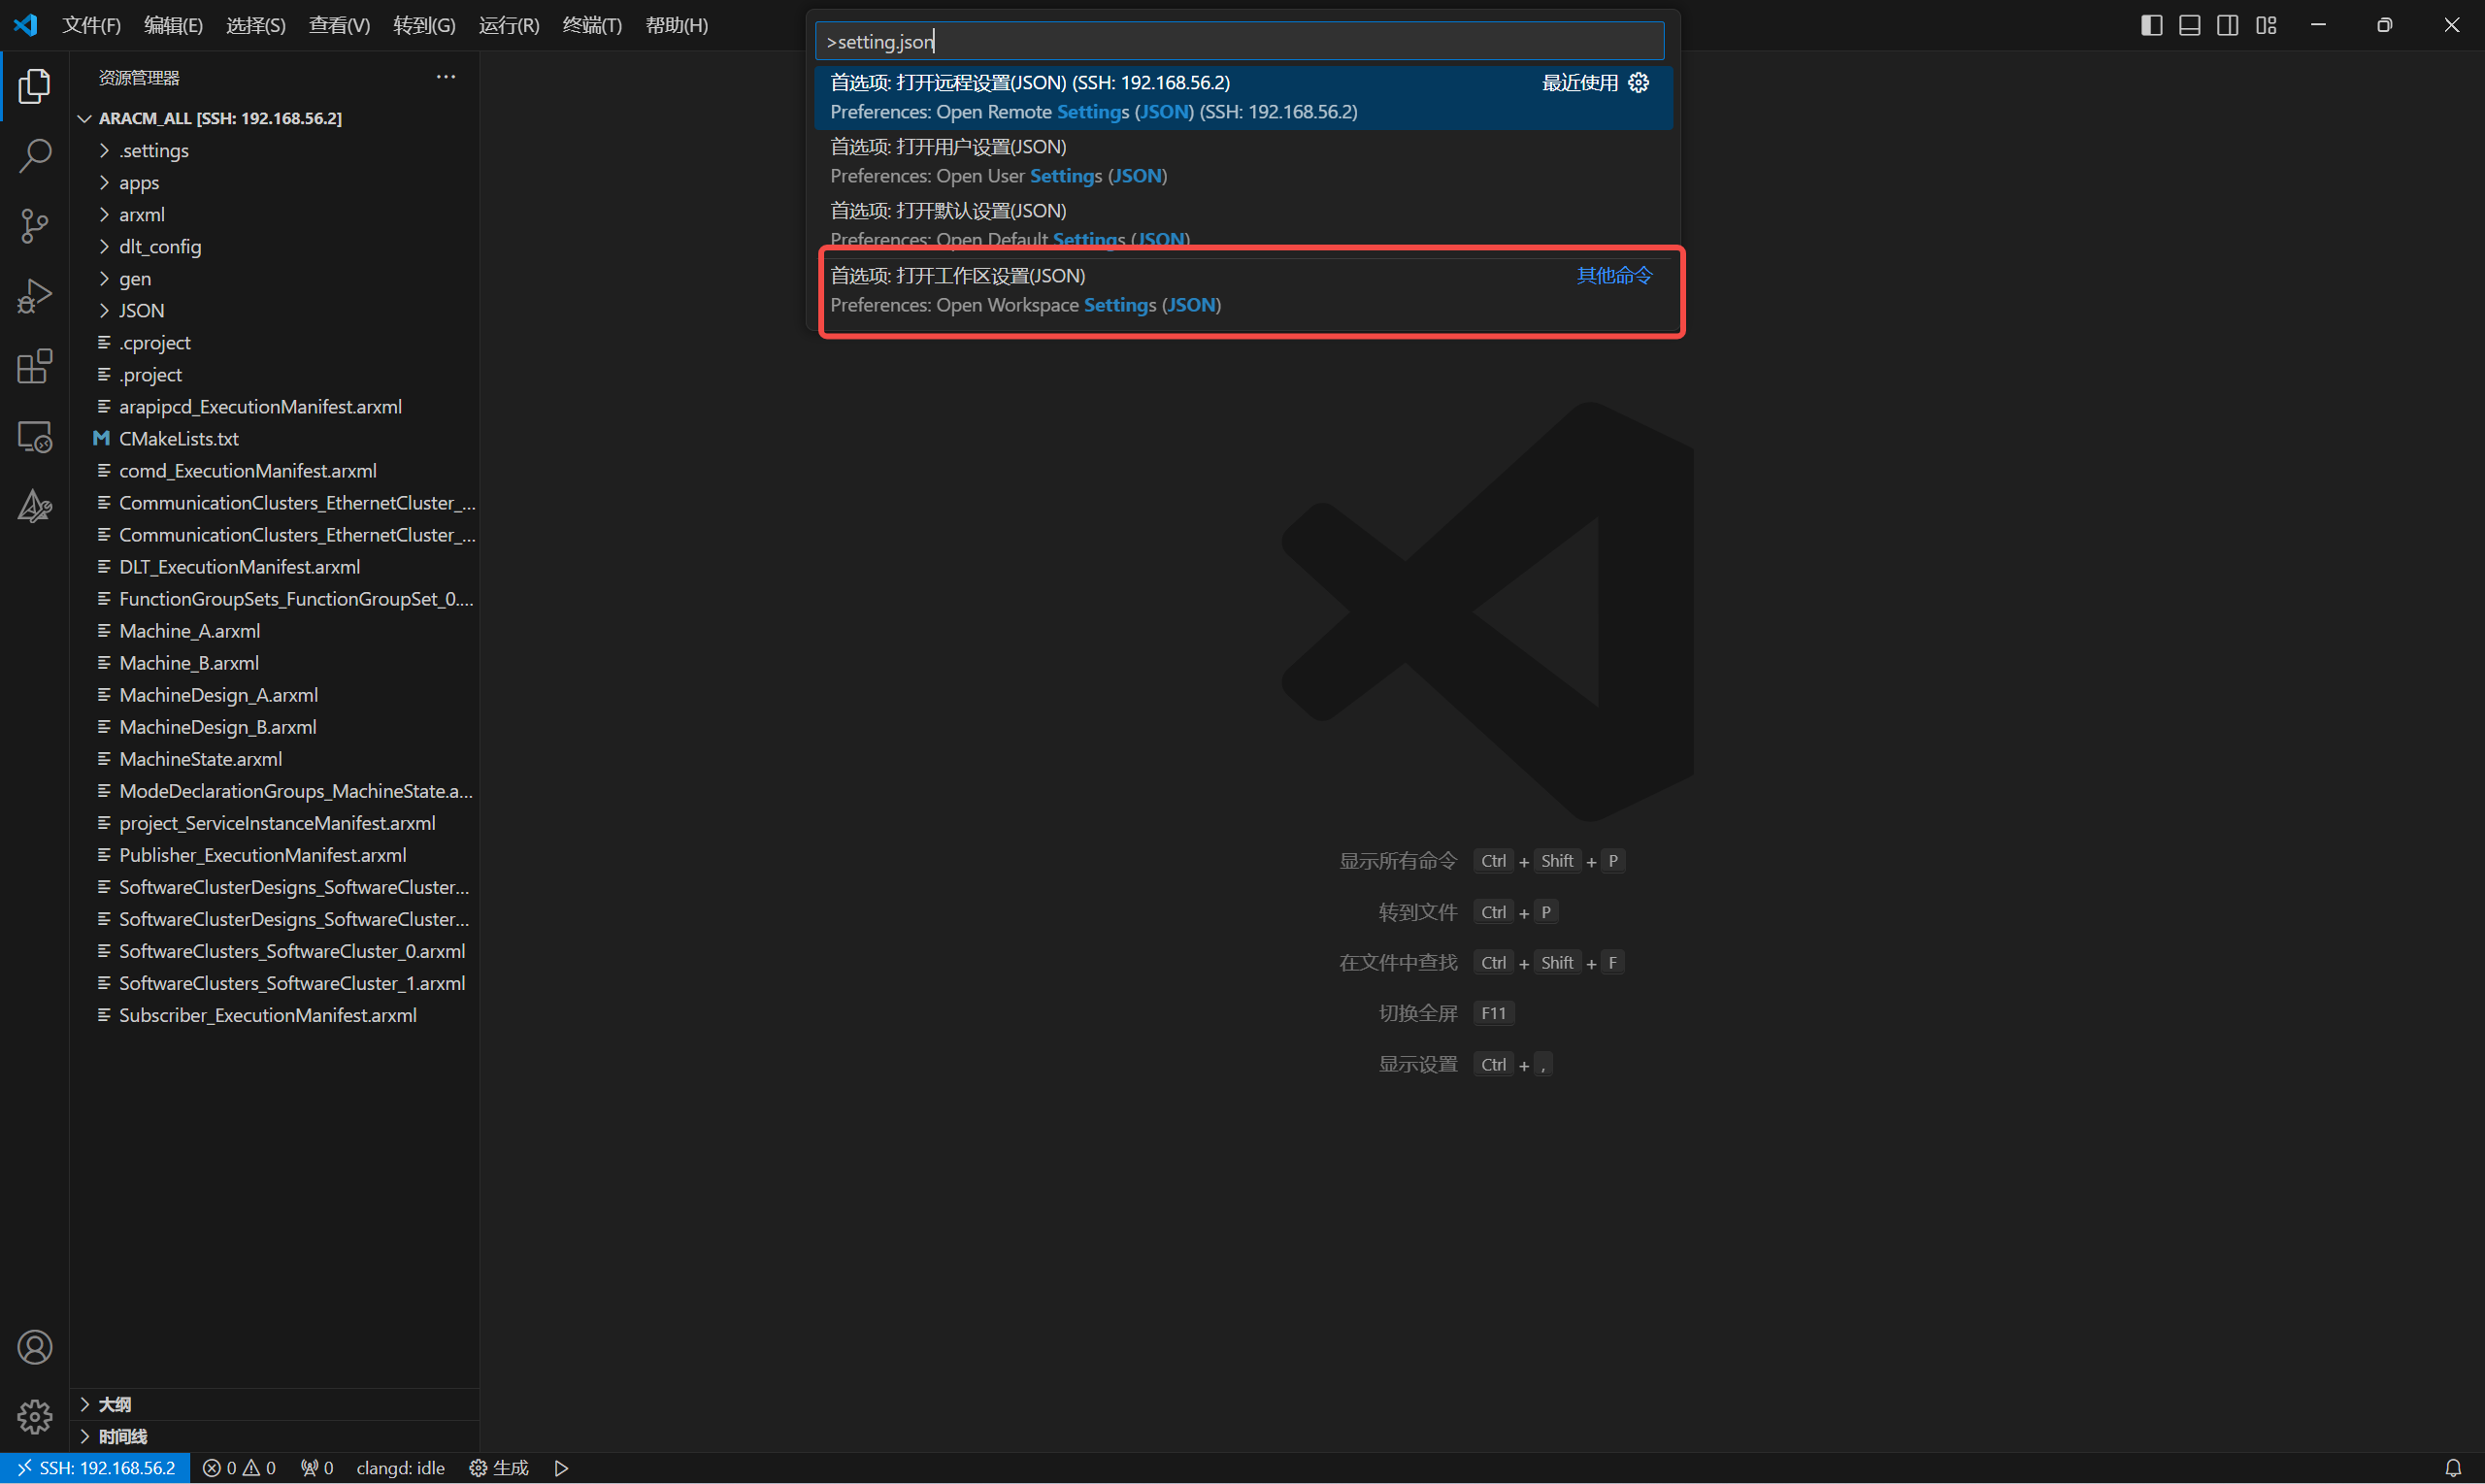 文件(F) 编辑(E) 选择(S) 查看(V) 转到(G) 运行(R) 终端(T) 帮助(H)
>setting.json
首选项: 打开远程设置(JSON) (SSH: 192.168.56.2) 最近使用
Preferences: Open Remote Settings (JSON) (SSH: 192.168.56.2)
首选项: 打开用户设置(JSON)
Preferences: Open User Settings (JSON)
首选项: 打开默认设置(JSON)
Preferences: Open Default Settings (JSON)
首选项: 打开工作区设置(JSON) 其他命令
Preferences: Open Workspace Settings (JSON)
资源管理器
ARACM_ALL [SSH: 192.168.56.2]
.settings
apps
arxml
dlt_config
gen
JSON
.cproject
.project
arapipcd_ExecutionManifest.arxml
CMakeLists.txt
comd_ExecutionManifest.arxml
CommunicationClusters_EthernetCluster_...
CommunicationClusters_EthernetCluster_...
DLT_ExecutionManifest.arxml
FunctionGroupSets_FunctionGroupSet_0....
Machine_A.arxml
Machine_B.arxml
MachineDesign_A.arxml
MachineDesign_B.arxml
MachineState.arxml
ModeDeclarationGroups_MachineState.a...
project_ServiceInstanceManifest.arxml
Publisher_ExecutionManifest.arxml
SoftwareClusterDesigns_SoftwareCluster...
SoftwareClusterDesigns_SoftwareCluster...
SoftwareClusters_SoftwareCluster_0.arxml
SoftwareClusters_SoftwareCluster_1.arxml
Subscriber_ExecutionManifest.arxml
显示所有命令 Ctrl + Shift + P
转到文件 Ctrl + P
在文件中查找 Ctrl + Shift + F
切换全屏 F11
显示设置 Ctrl + ,
大纲
时间线
SSH: 192.168.56.2 0 0 0 clangd: idle 生成